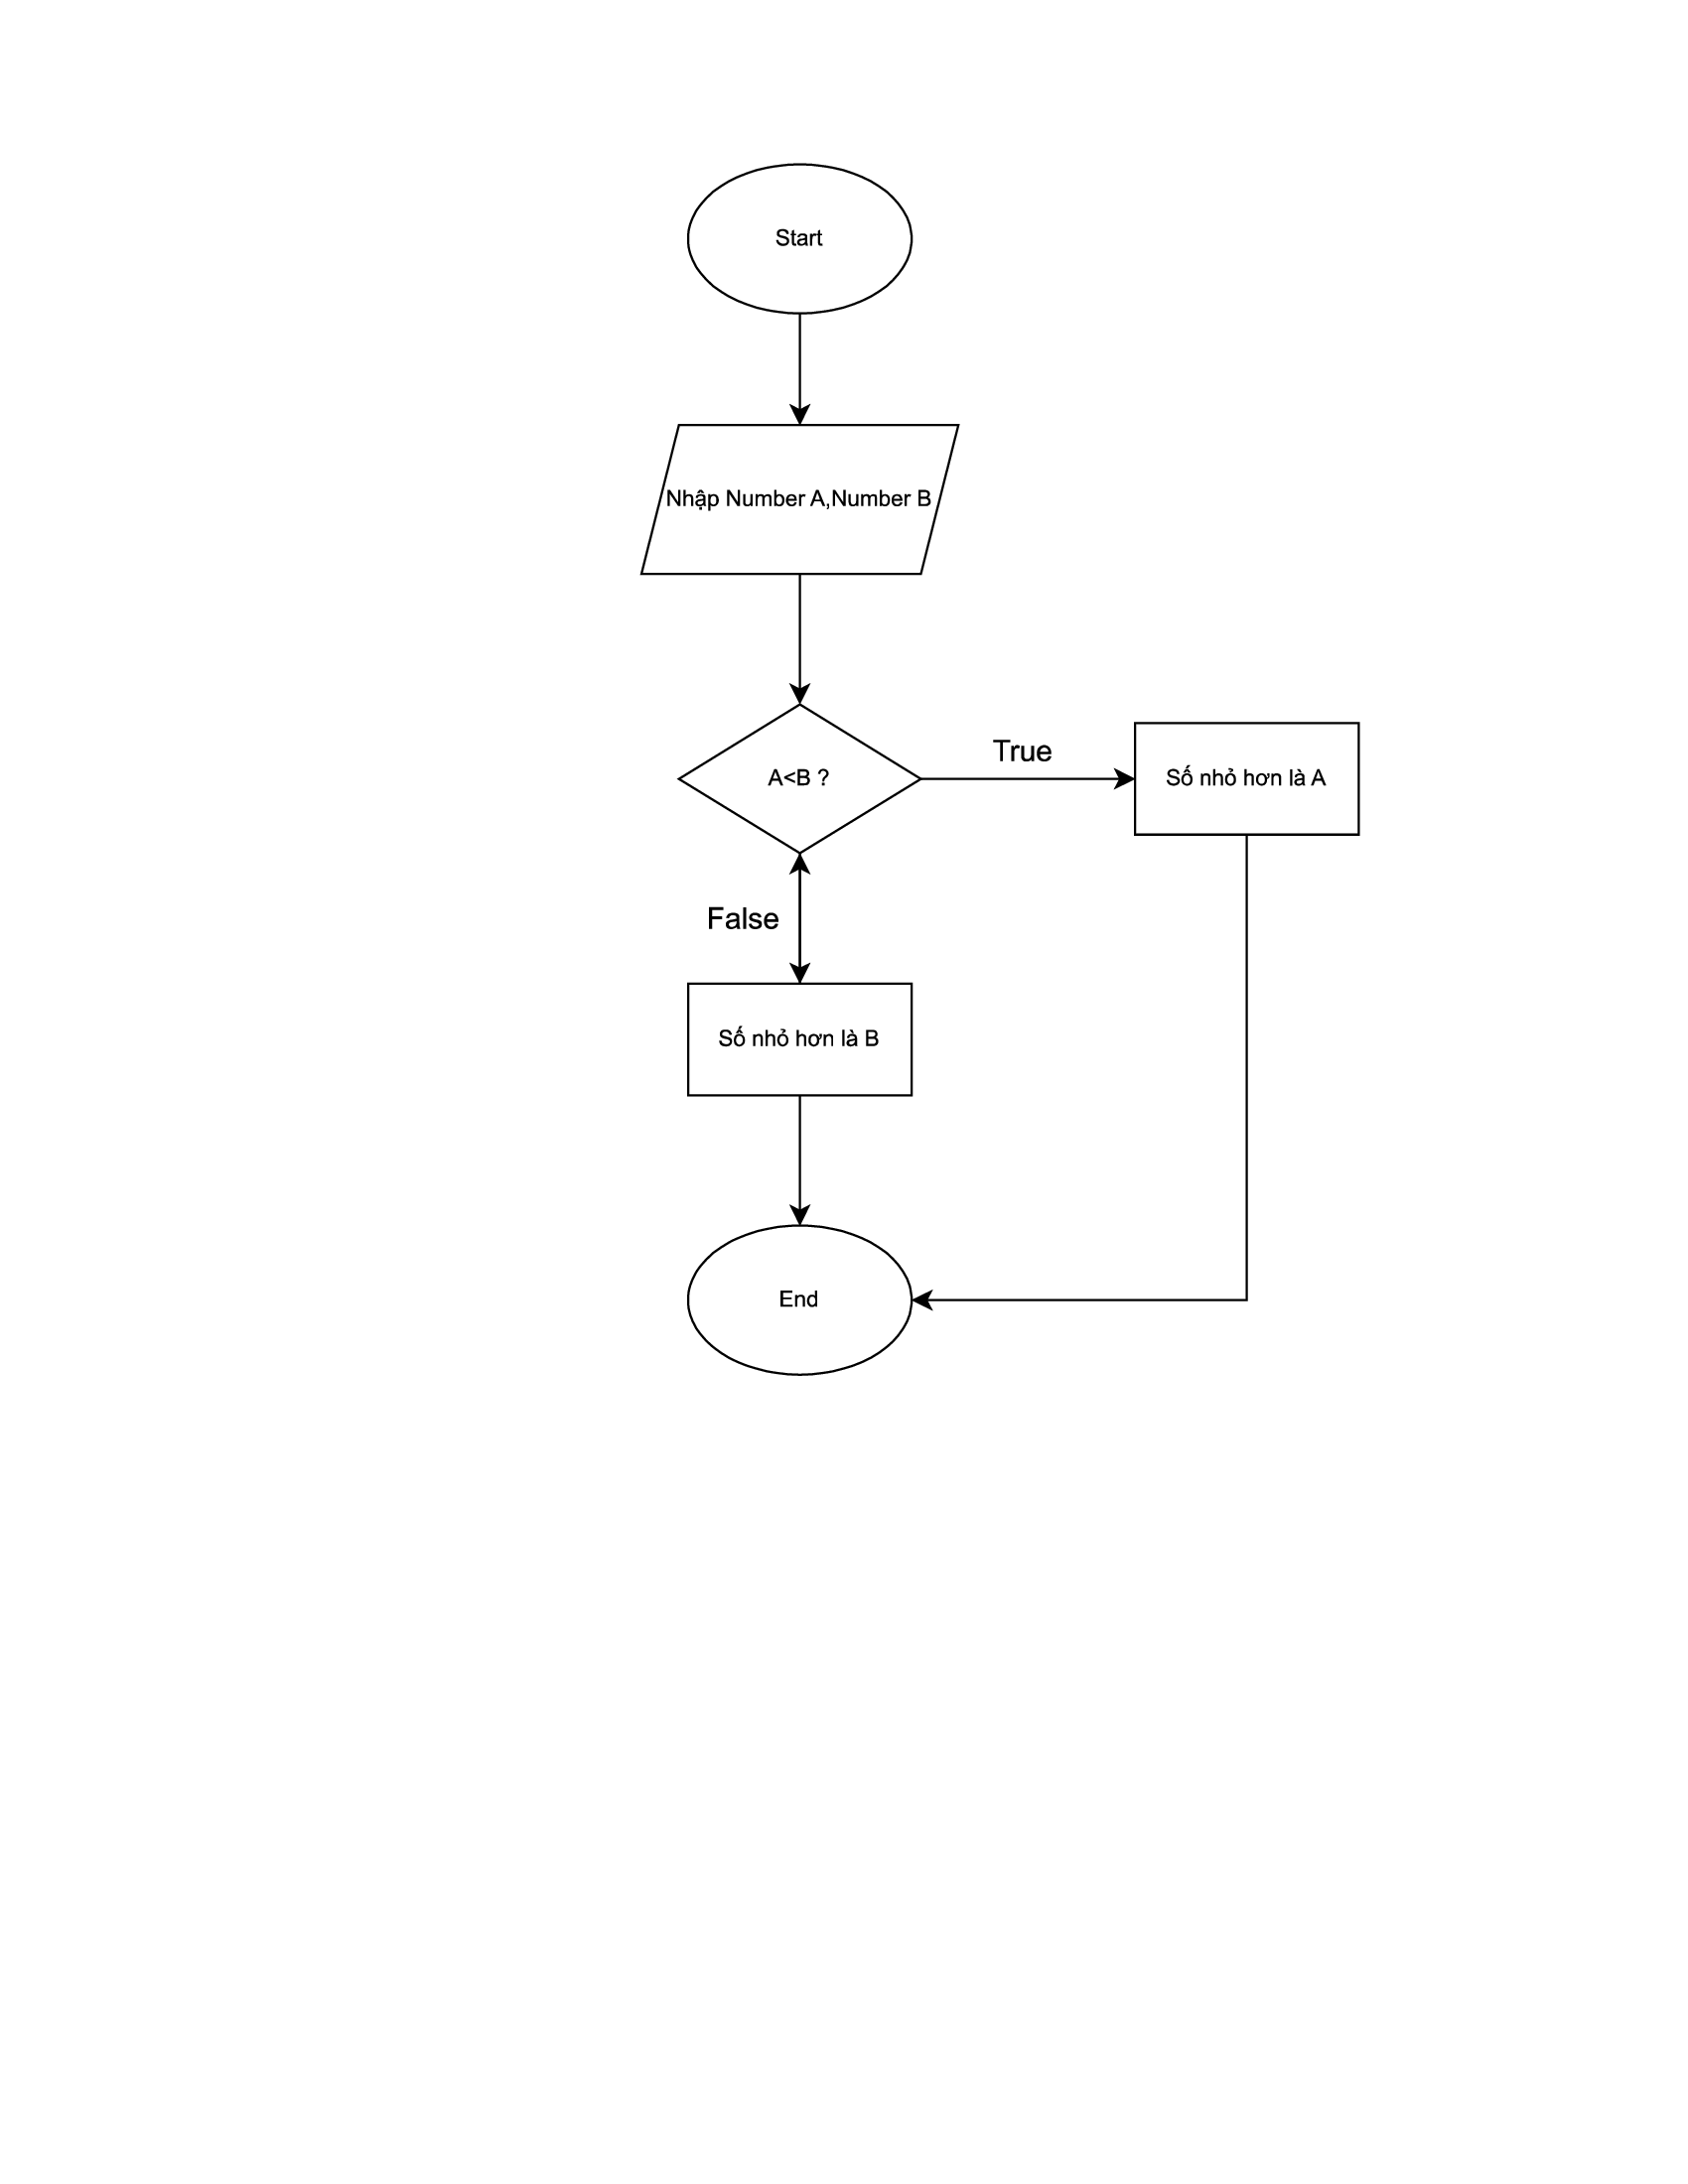 Start
Nhập Number A,Number B
A<B ?
True
Số nhỏ hơn là A
False
Số nhỏ hơn là B
End